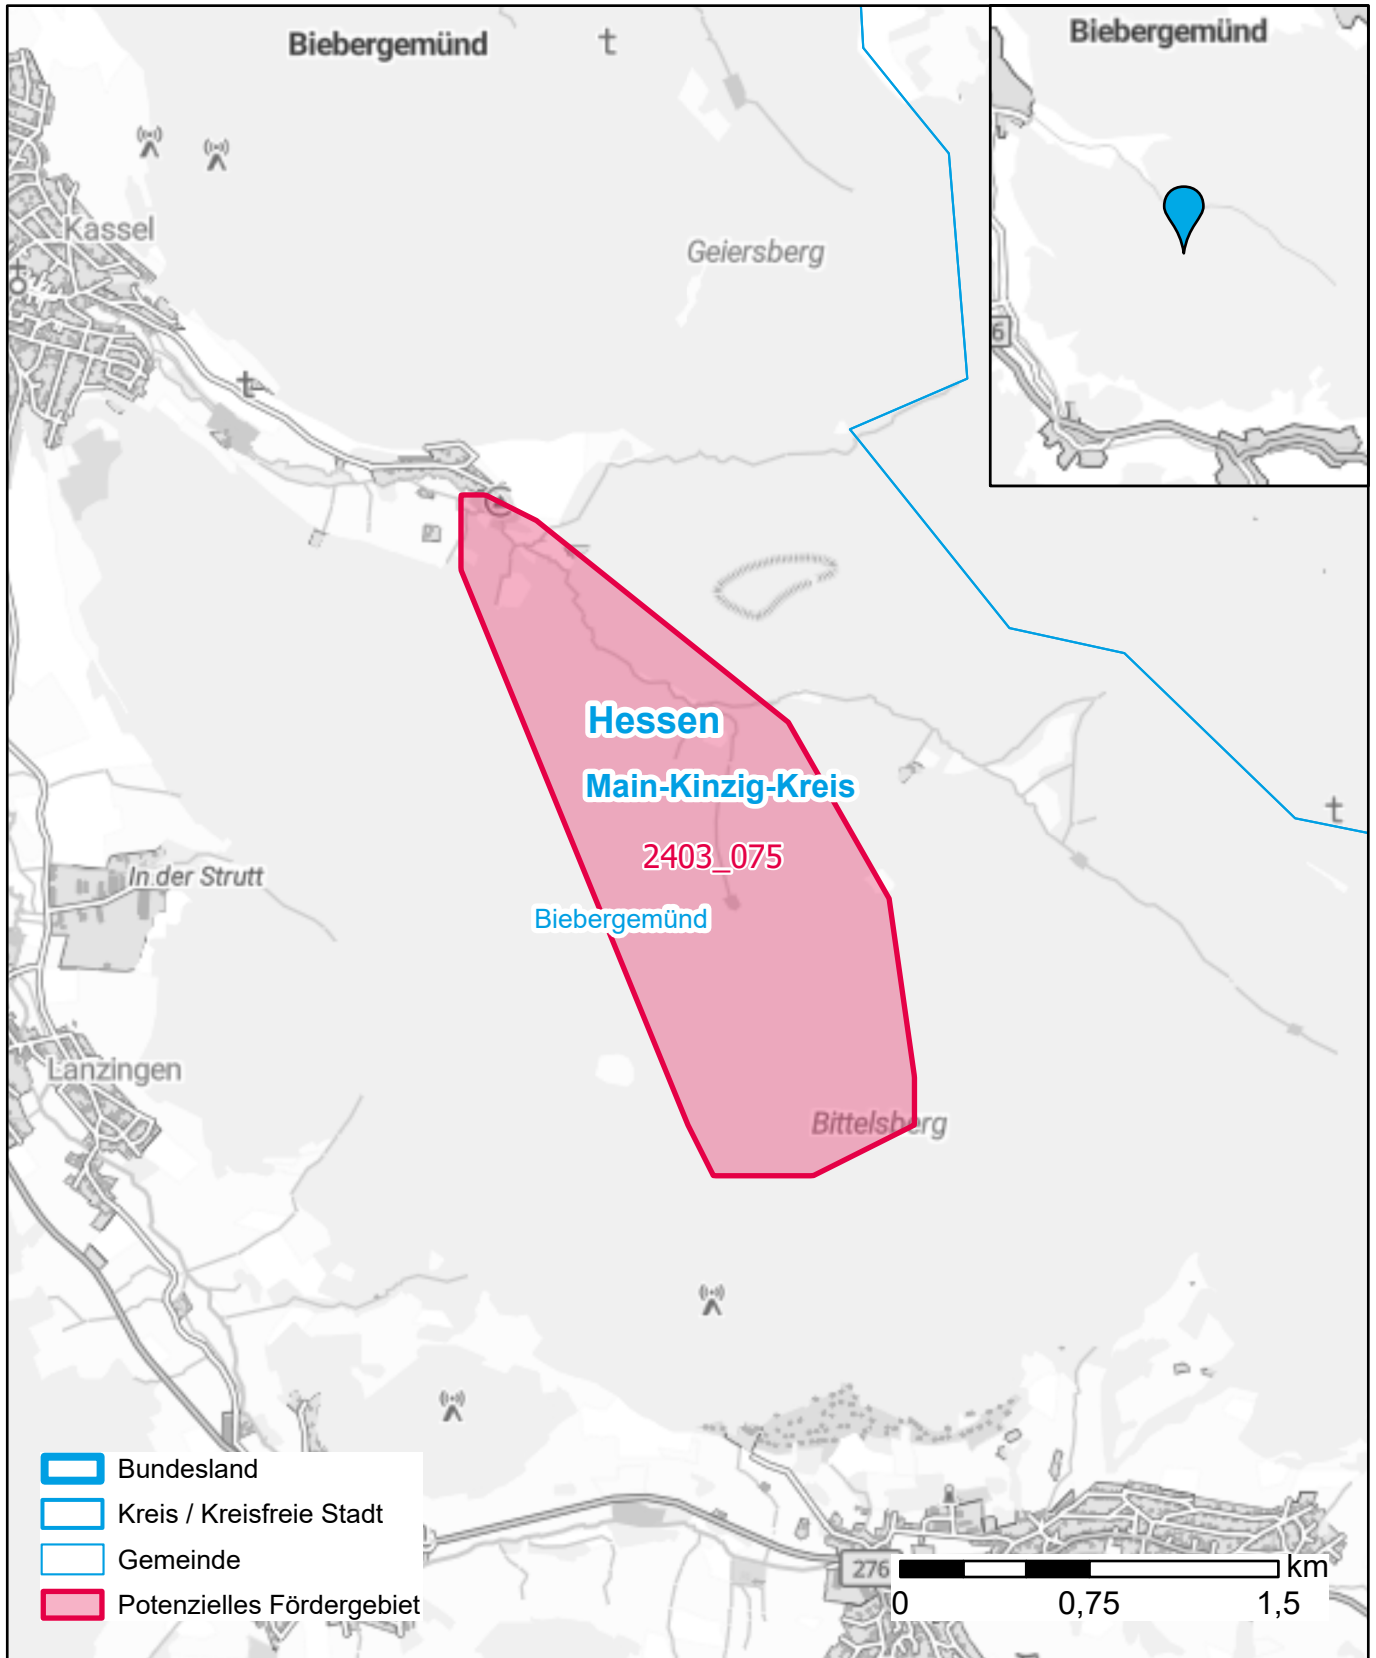 Biebergemünd
Biebergemünd
Kassel
Geiersberg
6
Hessen
Main-Kinzig-Kreis
2403_075
In der Strutt
Biebergemünd
Lanzingen
Bittelsberg
Bundesland
Kreis / Kreisfreie Stadt
Gemeinde
Potenzielles Fördergebiet
276
km
0 0,75 1,5